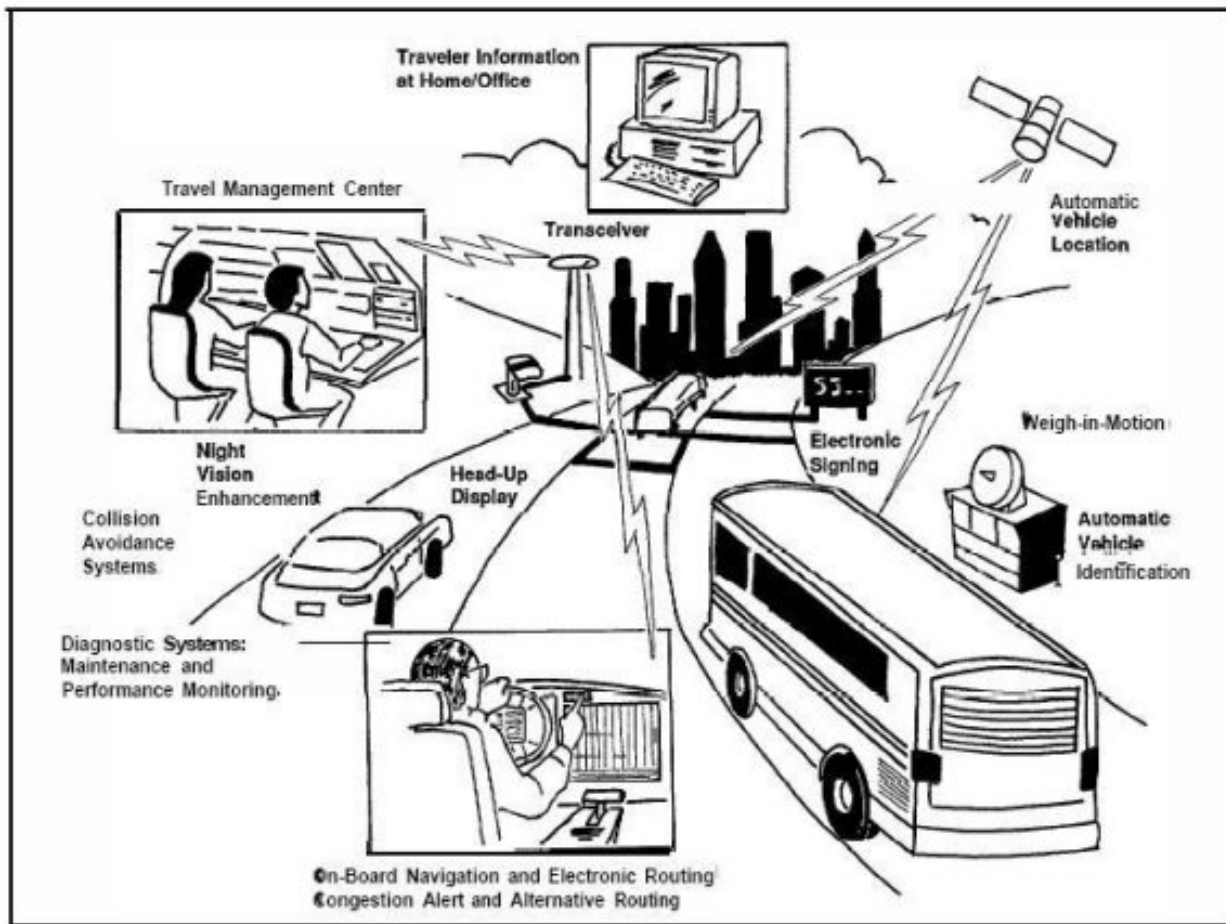 Traveler Information
at Home/Office
Travel Management Center
Transceiver
Automatic
Vehicle
Location
55
Weigh-in-Motion
Electronic
Signing
Night
Vision
Enhancement
Head-Up
Display
Collision
Avoidance
Systems
Automatic
Vehicle
Identification
Diagnostic Systems:
Maintenance and
Performance Monitoring
On-Board Navigation and Electronic Routing
Congestion Alert and Alternative Routing